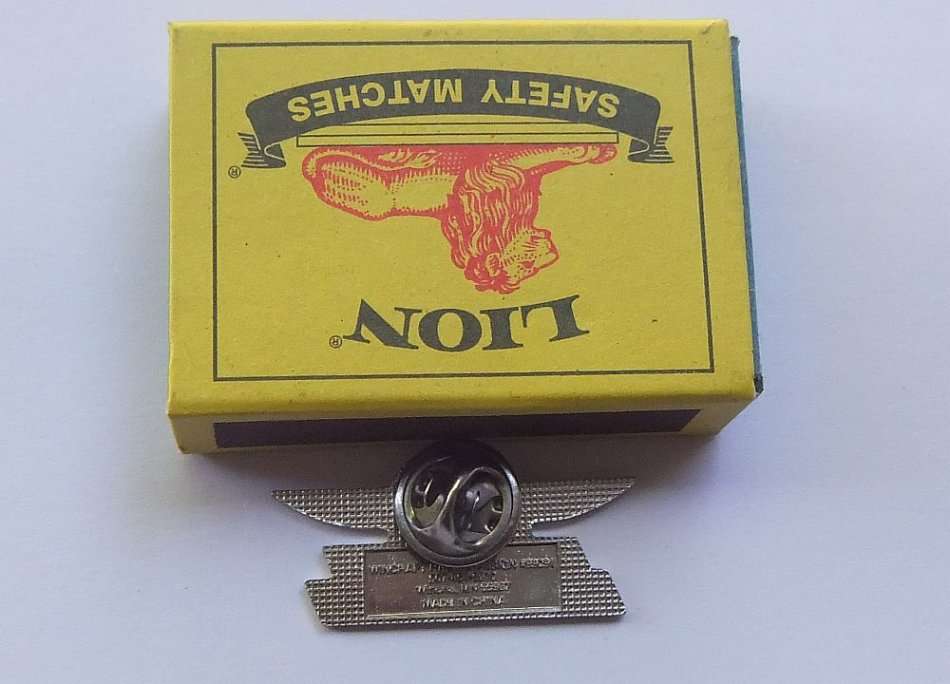 LION®
SAFETY MATCHES
®
MADE IN CHINA